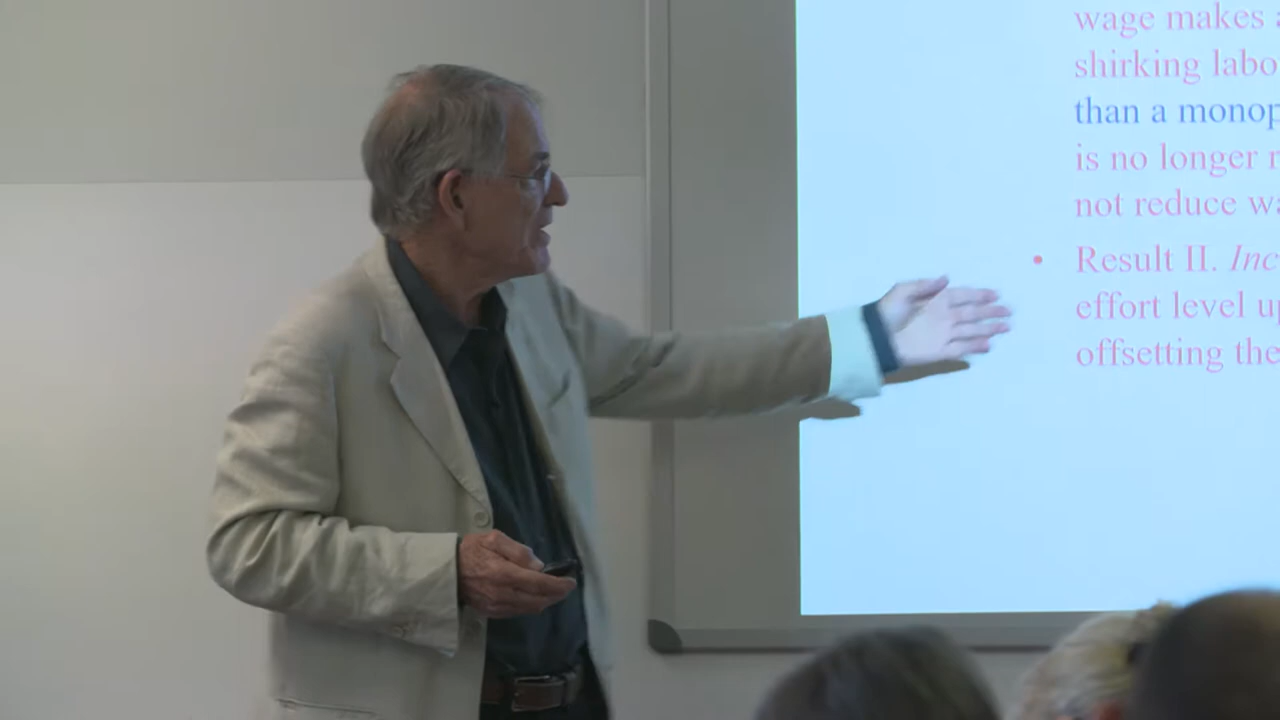 wage makes
shirking labo
than a monop
is no longer
not reduce wa
• Result II. Inc
effort level up
offsetting the